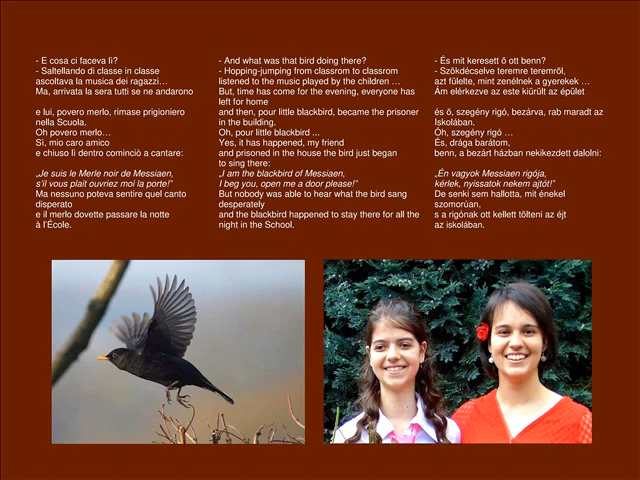 - E cosa ci faceva lì?
- Saltellando di classe in classe
ascoltava la musica dei ragazzi…
Ma, arrivata la sera tutti se ne andarono
e lui, povero merlo, rimase prigioniero
nella Scuola.
Oh povero merlo…
Sì, mio caro amico
e chiuso lì dentro cominciò a cantare:
„Je suis le Merle noir de Messiaen,
s'il vous plait ouvriez moi la porte!”
Ma nessuno poteva sentire quel canto
disperato
e il merlo dovette passare la notte
à l'École.
- And what was that bird doing there?
- Hopping-jumping from classrom to classrom
listened to the music played by the children …
But, time has come for the evening, everyone has
left for home
and then, pour little blackbird, became the prisoner
in the building.
Oh, pour little blackbird ...
Yes, it has happened, my friend
and prisoned in the house the bird just began
to sing there:
„I am the blackbird of Messiaen,
I beg you, open me a door please!”
But nobody was able to hear what the bird sang
desperately
and the blackbird happened to stay there for all the
night in the School.
- És mit keresett ő ott benn?
- Szökdécselve teremre teremről,
azt fülelte, mint zenélnek a gyerekek …
Ám elérkezve az este kiürült az épület
és ő, szegény rigó, bezárva, rab maradt az
Iskolában.
Óh, szegény rigó …
És, drága barátom,
benn, a bezárt házban nekikezdett dalolni:
„Én vagyok Messiaen rigója,
kérlek, nyissatok nekem ajtót!”
De senki sem hallotta, mit énekel
szomorúan,
s a rigónak ott kellett tölteni az éjt
az iskolában.